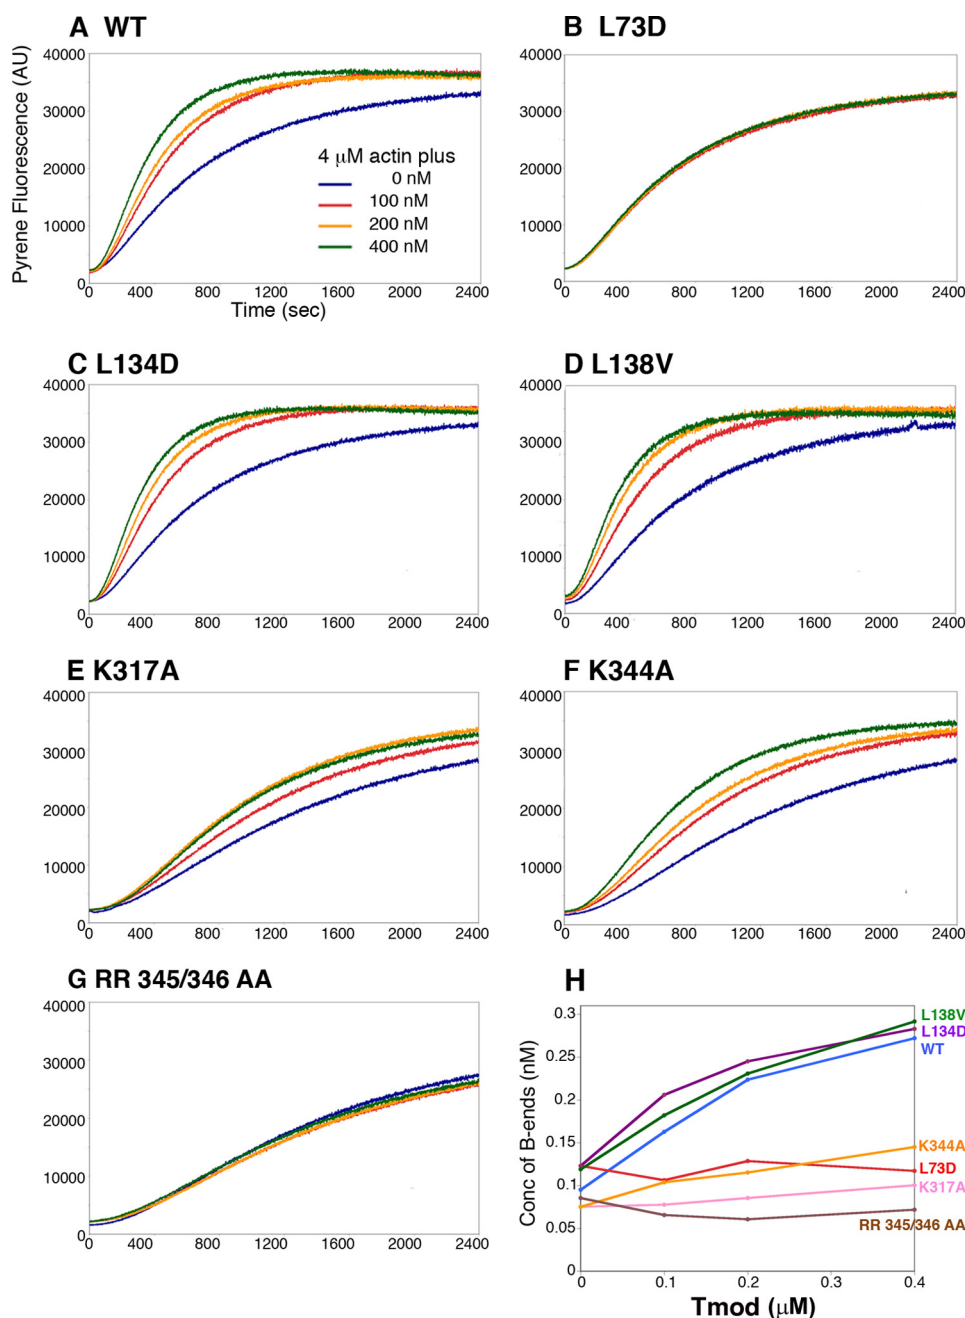 A WT
Pyrene Fluorescence (AU)
40000
30000
20000
10000
0
4 μM actin plus
0 nM
100 nM
200 nM
400 nM
0 400 800 1200 1600 2000 2400
Time (sec)
B L73D
40000
30000
20000
10000
0
0 400 800 1200 1600 2000 2400
C L134D
40000
30000
20000
10000
0
0 400 800 1200 1600 2000 2400
D L138V
40000
30000
20000
10000
0
0 400 800 1200 1600 2000 2400
E K317A
40000
30000
20000
10000
0
0 400 800 1200 1600 2000 2400
F K344A
40000
30000
20000
10000
0
0 400 800 1200 1600 2000 2400
G RR 345/346 AA
40000
30000
20000
10000
0
0 400 800 1200 1600 2000 2400
H
Conc of B-ends (nM)
0.3
0.25
0.2
0.15
0.1
0.05
0
L138V
L134D
WT
K344A
L73D
K317A
RR 345/346 AA
0 0.1 0.2 0.3 0.4
Tmod (μM)